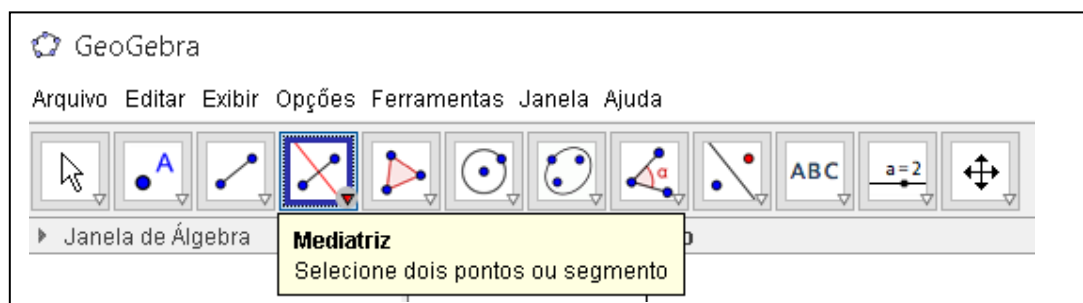 GeoGebra
Arquivo Editar Exibir Opções Ferramentas Janela Ajuda
A
α
ABC
a=2
Janela de Álgebra
Mediatriz
Selecione dois pontos ou segmento